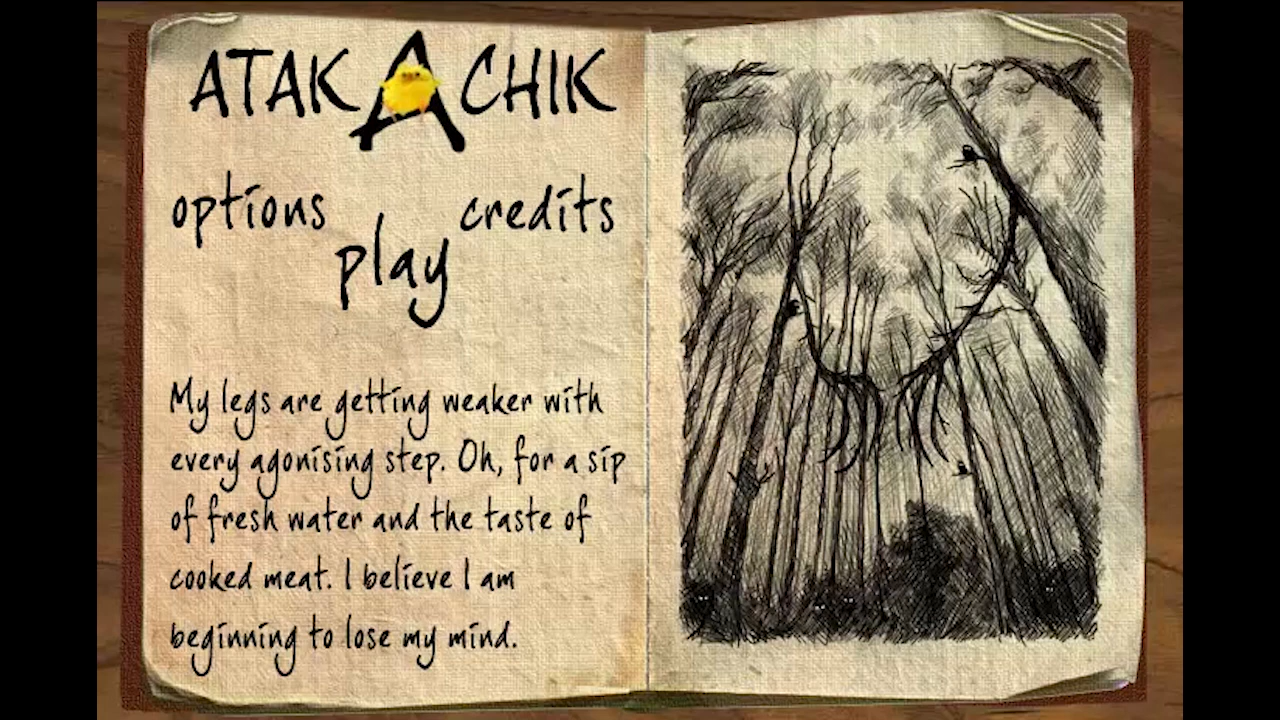 ATAK A CHIK
options play credits
My legs are getting weaker with
every agonising step. Oh, for a sip
of fresh water and the taste of
cooked meat. I believe I am
beginning to lose my mind.